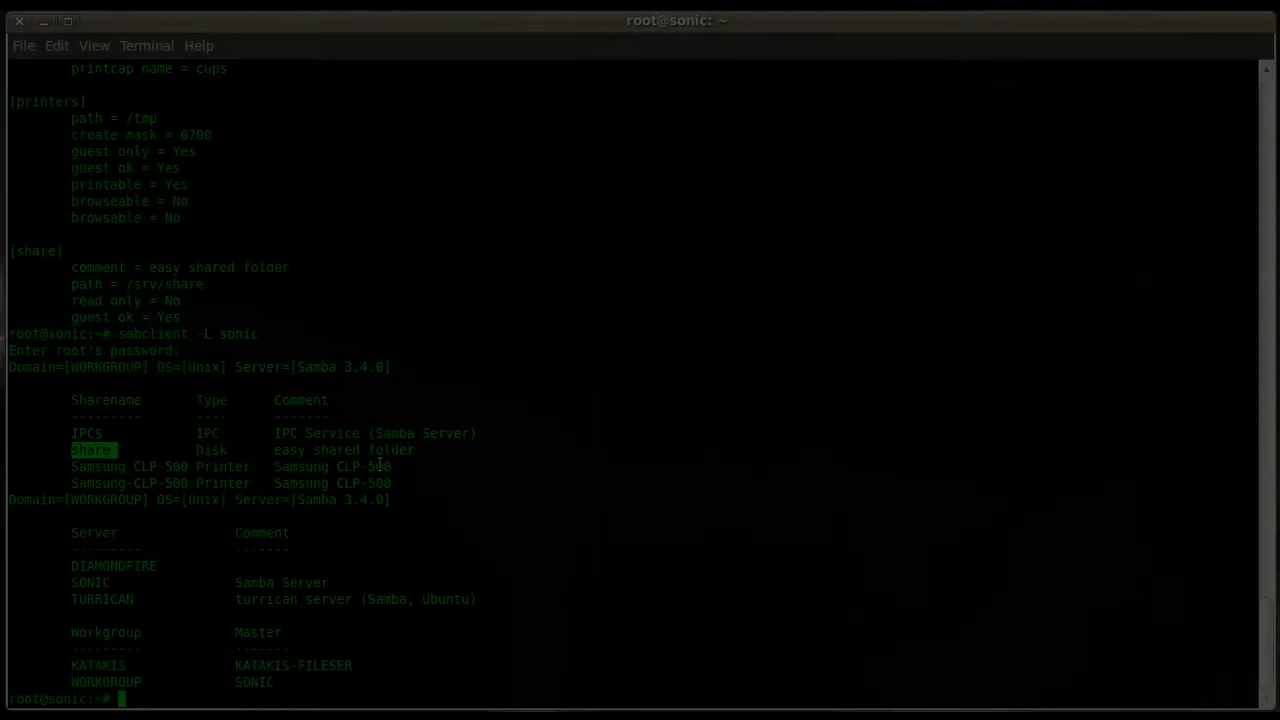 root@sonic: ~
File Edit View Terminal Help
printcap name = cups
[printers]
path = /tmp
create mask = 0700
guest only = Yes
guest ok = Yes
printable = Yes
browseable = No
browsable = No
[share]
comment = easy shared folder
path = /srv/share
read only = No
guest ok = Yes
root@sonic:~# smbclient -L sonic
Enter root's password:
Domain=[WORKGROUP] OS=[Unix] Server=[Samba 3.4.0]
Sharename Type Comment
--------- ---- -------
IPC$ IPC IPC Service (Samba Server)
share Disk easy shared folder
Samsung_CLP-500 Printer Samsung CLP-500
Samsung-CLP-500 Printer Samsung CLP-500
Domain=[WORKGROUP] OS=[Unix] Server=[Samba 3.4.0]
Server Comment
--------- -------
DIAMONDFIRE
SONIC Samba Server
TURRICAN turrican server (Samba, Ubuntu)
Workgroup Master
--------- -------
KATAKIS KATAKIS-FILESER
WORKGROUP SONIC
root@sonic:~#